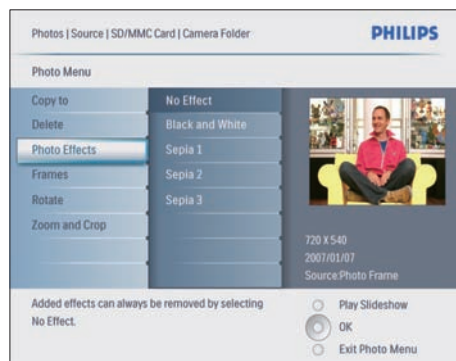 Photos | Source | SD/MMC Card | Camera Folder
PHILIPS
Photo Menu
Copy to
Delete
Photo Effects
Frames
Rotate
Zoom and Crop
No Effect
Black and White
Sepia 1
Sepia 2
Sepia 3
720 X 540
2007/01/07
Source:Photo Frame
Added effects can always be removed by selecting
No Effect.
Play Slideshow
OK
Exit Photo Menu